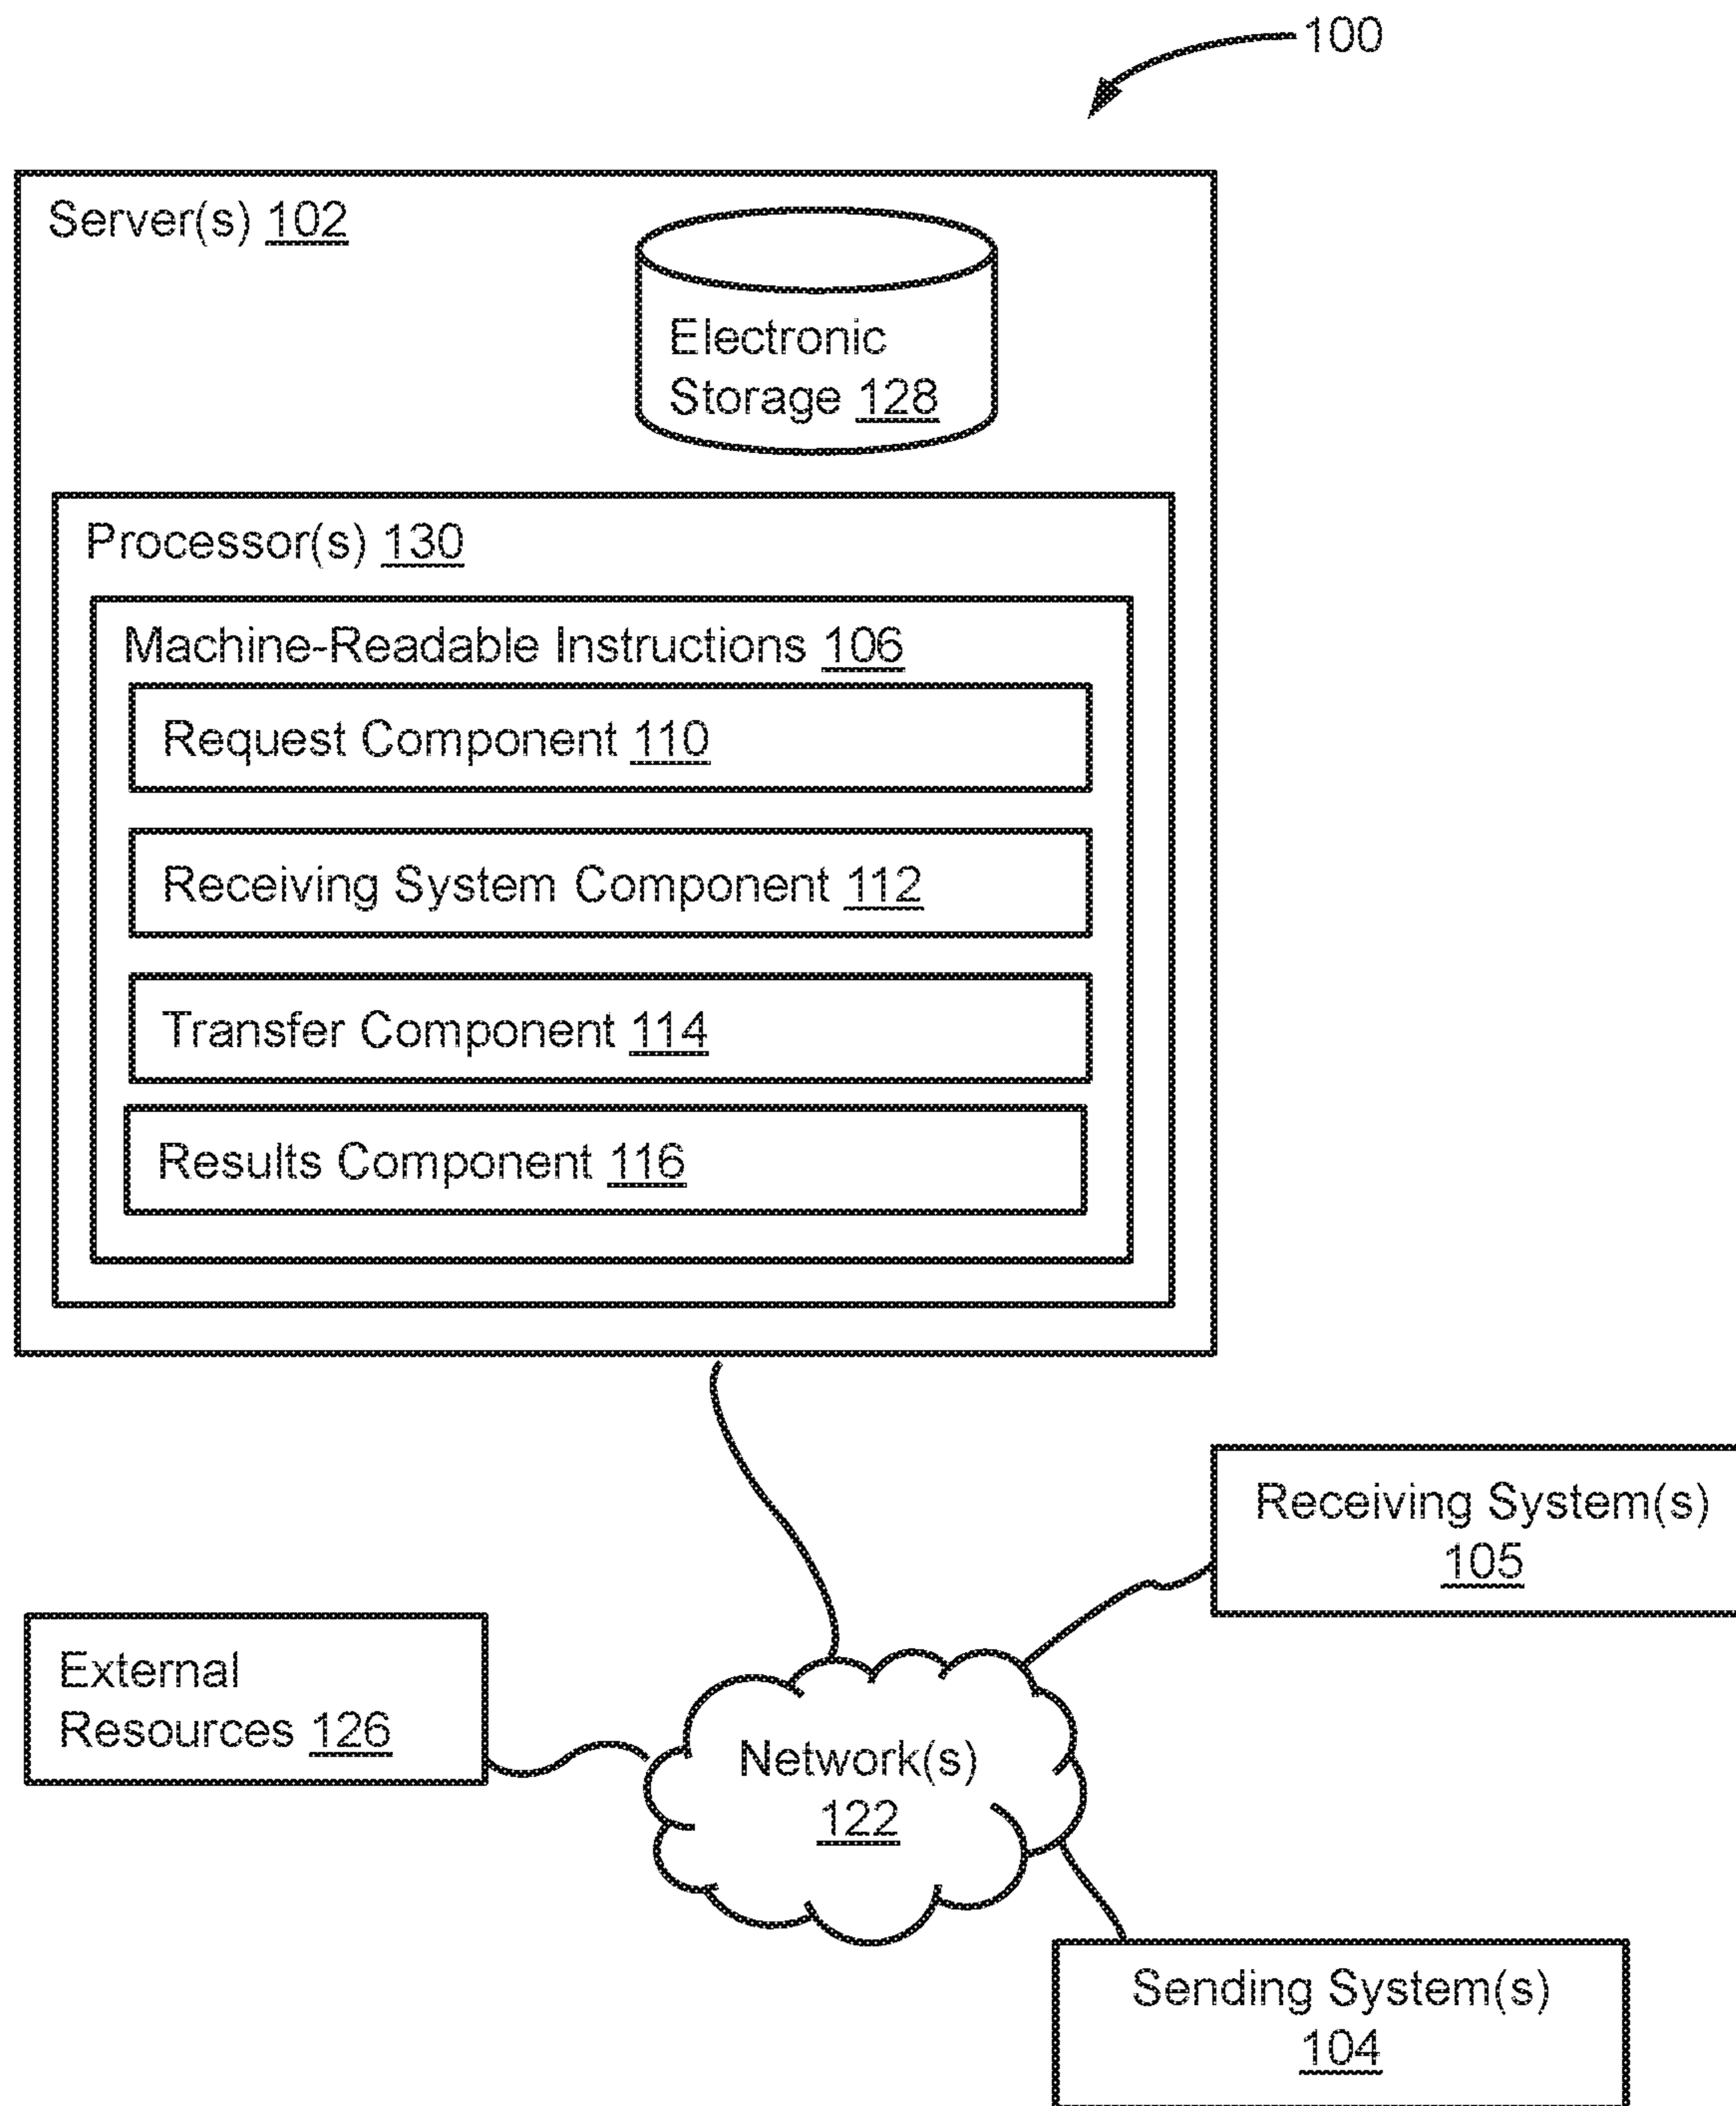 100
Server(s) 102
Electronic
Storage 128
Processor(s) 130
Machine-Readable Instructions 106
Request Component 110
Receiving System Component 112
Transfer Component 114
Results Component 116
Receiving System(s)
105
External
Resources 126
Network(s)
122
Sending System(s)
104